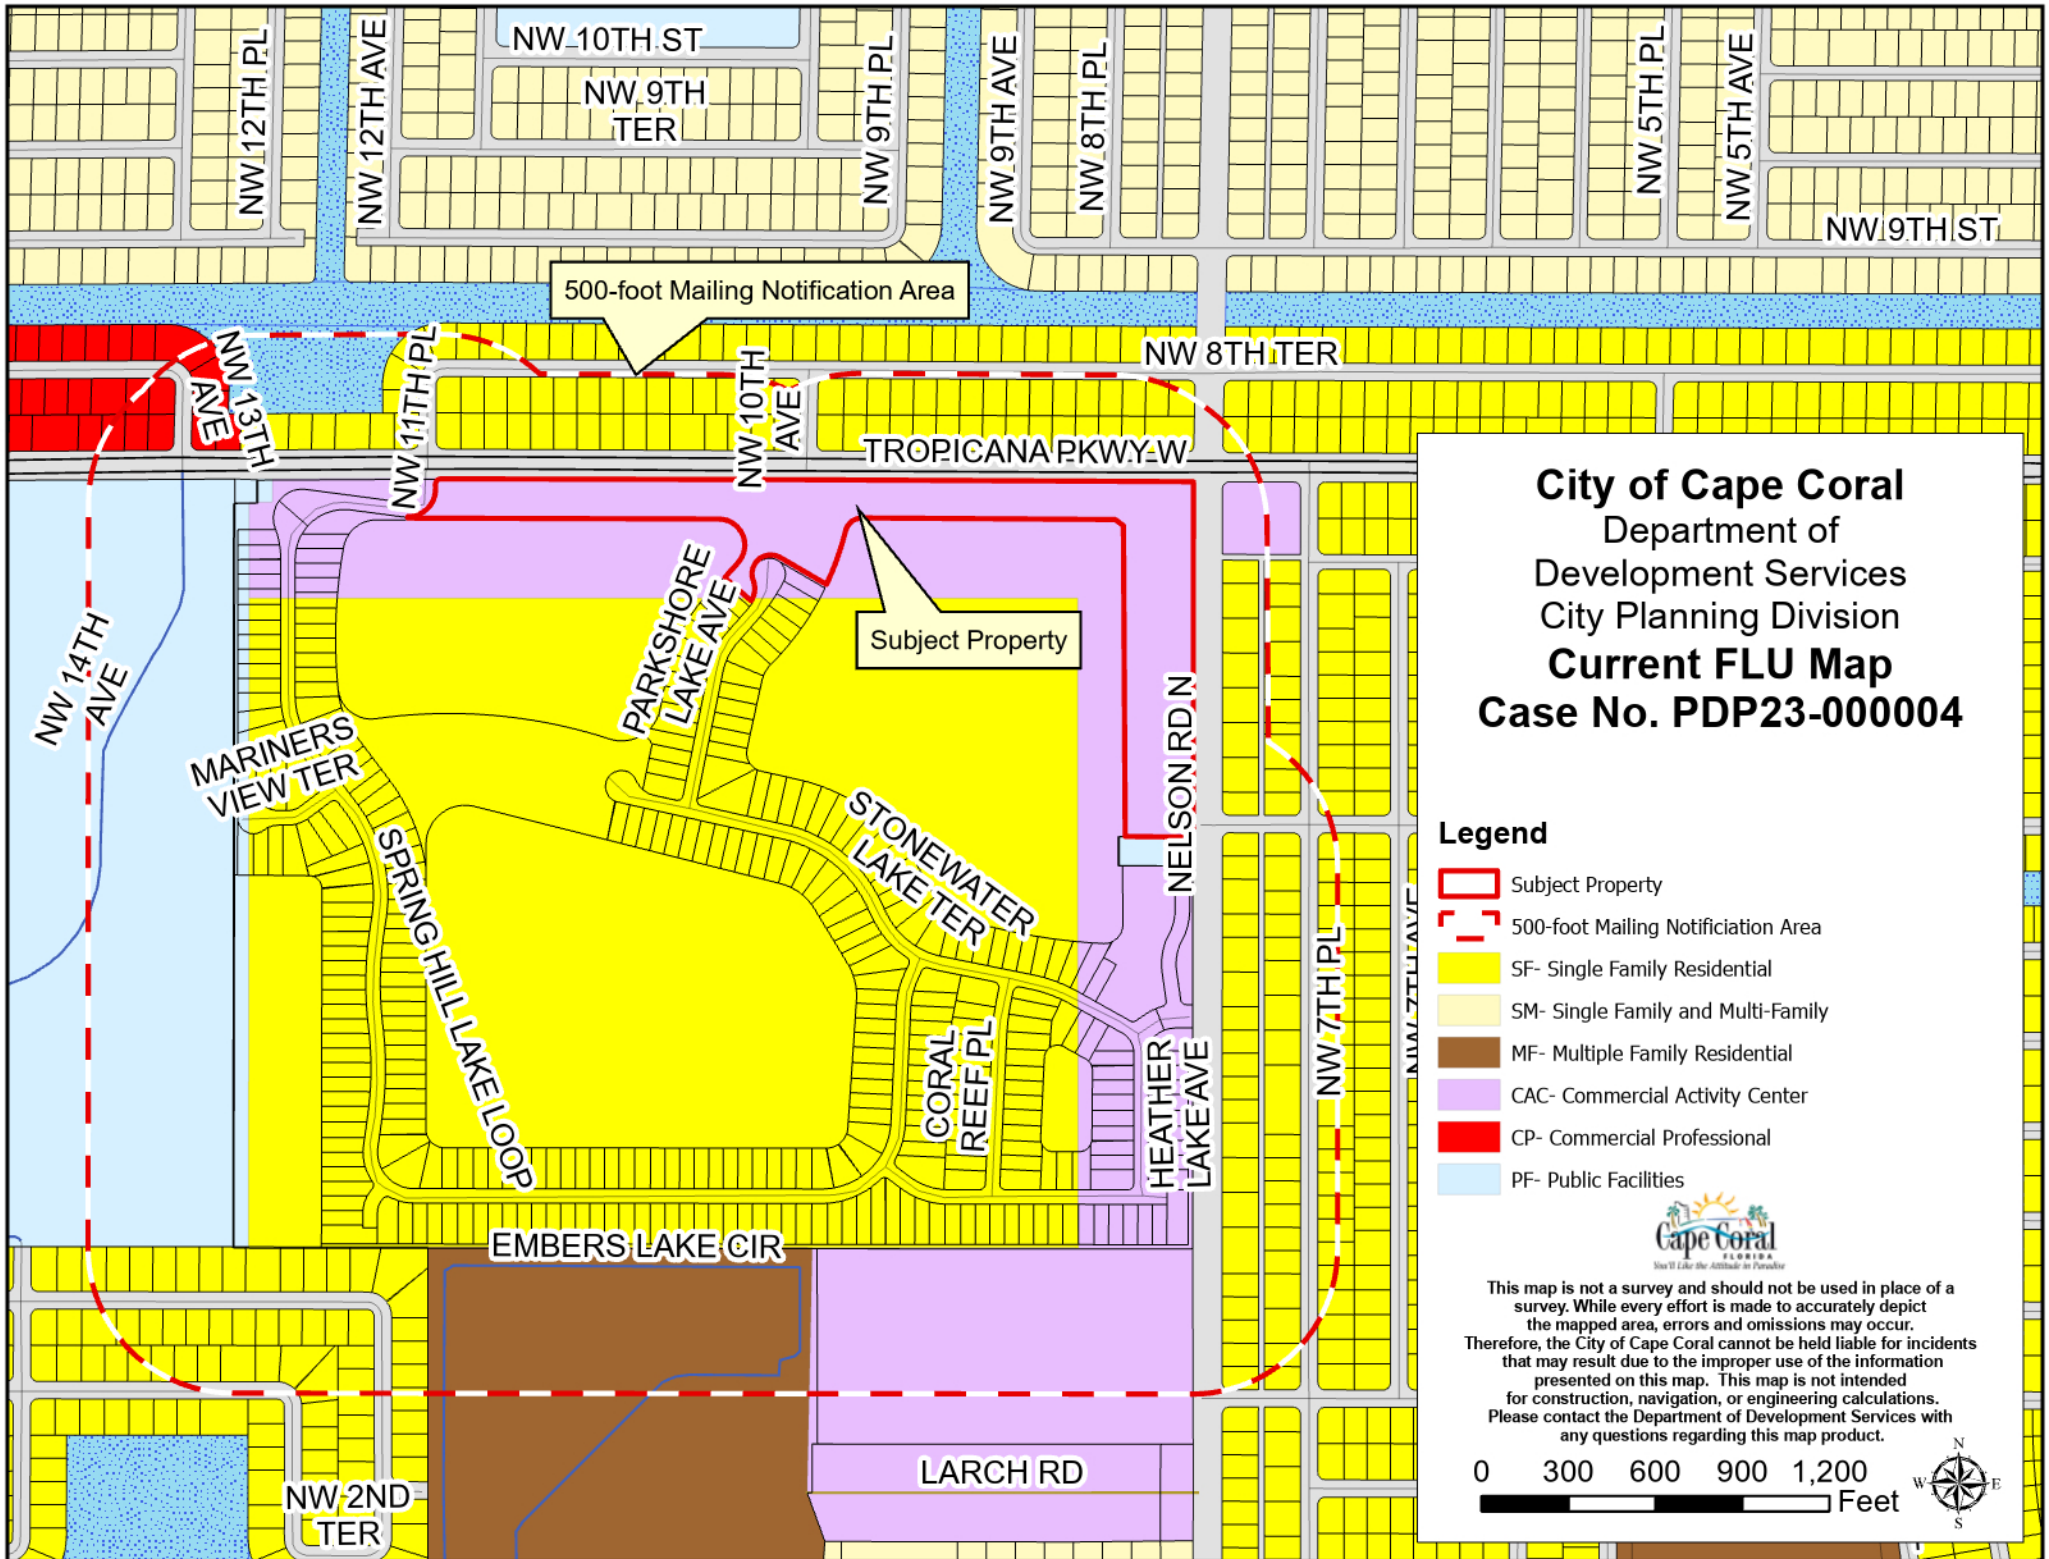 NW 10TH ST
NW 9TH
TER
NW 12TH PL
NW 12TH AVE
NW 9TH PL
NW 9TH AVE
NW 8TH PL
NW 5TH PL
NW 5TH AVE
NW 9TH ST
500-foot Mailing Notification Area
NW 13TH
AVE
NW 11TH PL
NW 10TH
AVE
NW 8TH TER
TROPICANA PKWY W
Subject Property
PARKSHORE
LAKE AVE
NW 14TH
AVE
MARINERS
VIEW TER
SPRING HILL LAKE LOOP
STONEWATER
LAKE TER
NELSON RD N
CORAL
REEF PL
HEATHER
LAKE AVE
NW 7TH PL
NW 7TH AVE
EMBERS LAKE CIR
LARCH RD
NW 2ND
TER
City of Cape Coral
Department of
Development Services
City Planning Division
Current FLU Map
Case No. PDP23-000004
Legend
Subject Property
500-foot Mailing Notificiation Area
SF- Single Family Residential
SM- Single Family and Multi-Family
MF- Multiple Family Residential
CAC- Commercial Activity Center
CP- Commercial Professional
PF- Public Facilities
Cape Coral
FLORIDA
You'll Like the Attitude in Paradise
This map is not a survey and should not be used in place of a
survey. While every effort is made to accurately depict
the mapped area, errors and omissions may occur.
Therefore, the City of Cape Coral cannot be held liable for incidents
that may result due to the improper use of the information
presented on this map. This map is not intended
for construction, navigation, or engineering calculations.
Please contact the Department of Development Services with
any questions regarding this map product.
0 300 600 900 1,200
Feet
N
W E
S